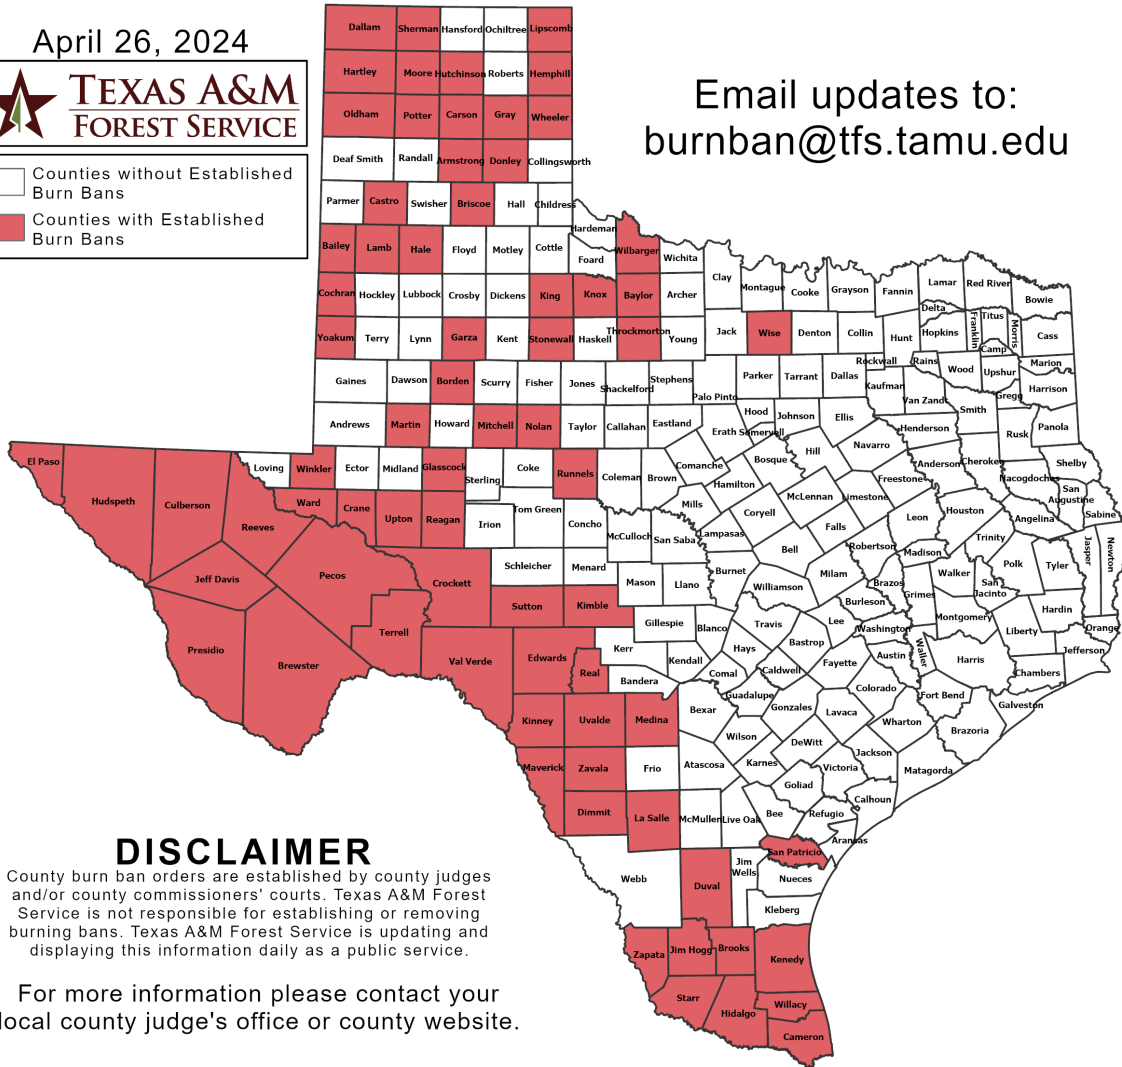 April 26, 2024
TEXAS A&M
FOREST SERVICE
Counties without Established
Burn Bans
Counties with Established
Burn Bans
Email updates to:
burnban@tfs.tamu.edu
Dallam Sherman Hansford Ochiltree Lipscomb
Hartley Moore Hutchinson Roberts Hemphill
Oldham Potter Carson Gray Wheeler
Deaf Smith Randall Armstrong Donley Collingsworth
Parmer Castro Swisher Briscoe Hall Childress
Hardeman
Bailey Lamb Hale Floyd Motley Cottle Foard Wilbarger Wichita
Clay Montague Cooke Grayson Fannin Lamar Red River Bowie
Cochran Hockley Lubbock Crosby Dickens King Knox Baylor Archer
Delta Franklin Titus Morris Cass
Yoakum Terry Lynn Garza Kent Stonewall Haskell Throckmorton Young Jack Wise Denton Collin Hunt Hopkins
Camp Marion
Rockwall Rains Wood Upshur
Gaines Dawson Borden Scurry Fisher Jones Shackelford Stephens Palo Pinto Parker Tarrant Dallas Kaufman Van Zandt Gregg Harrison
Smith
Andrews Martin Howard Mitchell Nolan Taylor Callahan Eastland Erath Hood Somervell Johnson Ellis Henderson Rusk Panola
Navarro
El Paso Loving Winkler Ector Midland Glasscock Sterling Coke Runnels Coleman Brown Comanche Bosque Hill Anderson Cherokee Shelby
Hamilton Freestone Nacogdoches San
Augustine
Hudspeth Culberson Reeves Ward Crane Upton Reagan Irion Tom Green Concho Mills McLennan Limestone Leon Houston Angelina Sabine
Coryell Falls
McCulloch San Saba Lampasas Bell Robertson Madison Trinity Jasper Newton
Jeff Davis Pecos Crockett Schleicher Menard Mason Llano Burnet Williamson Milam Brazos Walker Polk Tyler
San
Jacinto
Grimes
Sutton Kimble Burleson Montgomery Hardin
Terrell Gillespie Blanco Travis Lee Washington Liberty Orange
Presidio Brewster Val Verde Edwards Kerr Kendall Hays Bastrop Austin Waller Harris Jefferson
Real Bandera Comal Caldwell Fayette Chambers
Guadalupe Colorado Fort Bend Galveston
Kinney Uvalde Medina Bexar Gonzales Lavaca Wharton Brazoria
Wilson DeWitt Jackson
Maverick Zavala Frio Atascosa Karnes Victoria Matagorda
Goliad
Dimmit La Salle McMullen Live Oak Bee Refugio Calhoun
Aransas
San Patricio
Webb Duval Jim
Wells Nueces
Kleberg
Zapata Jim Hogg Brooks Kenedy
Starr Hidalgo Willacy
Cameron
DISCLAIMER
County burn ban orders are established by county judges
and/or county commissioners' courts. Texas A&M Forest
Service is not responsible for establishing or removing
burning bans. Texas A&M Forest Service is updating and
displaying this information daily as a public service.
For more information please contact your
local county judge's office or county website.